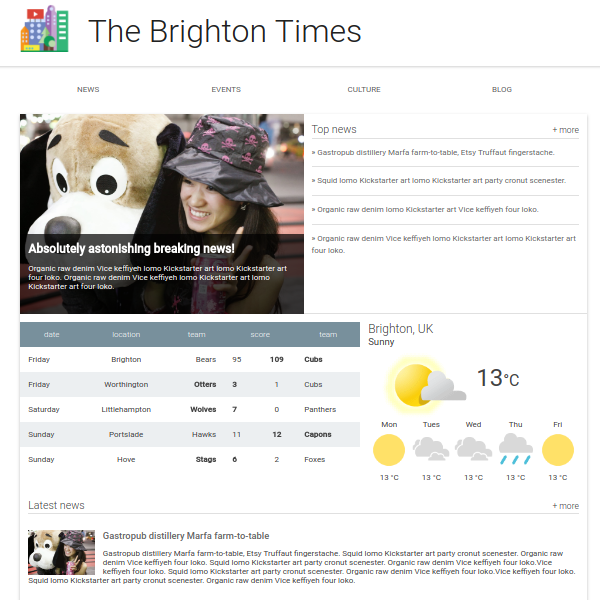 The Brighton Times
NEWS EVENTS CULTURE BLOG
Absolutely astonishing breaking news!
Organic raw denim Vice keffiyeh lomo Kickstarter art lomo Kickstarter art
four loko. Organic raw denim Vice keffiyeh lomo Kickstarter art lomo
Kickstarter art four loko.
Top news + more
» Gastropub distillery Marfa farm-to-table, Etsy Truffaut fingerstache.
» Squid lomo Kickstarter art lomo Kickstarter art party cronut scenester.
» Organic raw denim lomo Kickstarter art Vice keffiyeh four loko.
» Organic raw denim Vice keffiyeh lomo Kickstarter art lomo Kickstarter art
four loko.
date location team score team
Friday Brighton Bears 95 109 Cubs
Friday Worthington Otters 3 1 Cubs
Saturday Littlehampton Wolves 7 0 Panthers
Sunday Portslade Hawks 11 12 Capons
Sunday Hove Stags 6 2 Foxes
Brighton, UK
Sunny
13°C
Mon Tues Wed Thu Fri
13 °C 13 °C 13 °C 13 °C 13 °C
Latest news + more
Gastropub distillery Marfa farm-to-table
Gastropub distillery Marfa farm-to-table, Etsy Truffaut fingerstache. Squid lomo Kickstarter art party cronut scenester. Organic raw
denim Vice keffiyeh four loko. Squid lomo Kickstarter art party cronut scenester. Organic raw denim Vice keffiyeh four loko.Vice
keffiyeh four loko. Squid lomo Kickstarter art party cronut scenester. Organic raw denim Vice keffiyeh four loko.Vice keffiyeh four loko.
Squid lomo Kickstarter art party cronut scenester. Organic raw denim Vice keffiyeh four loko.